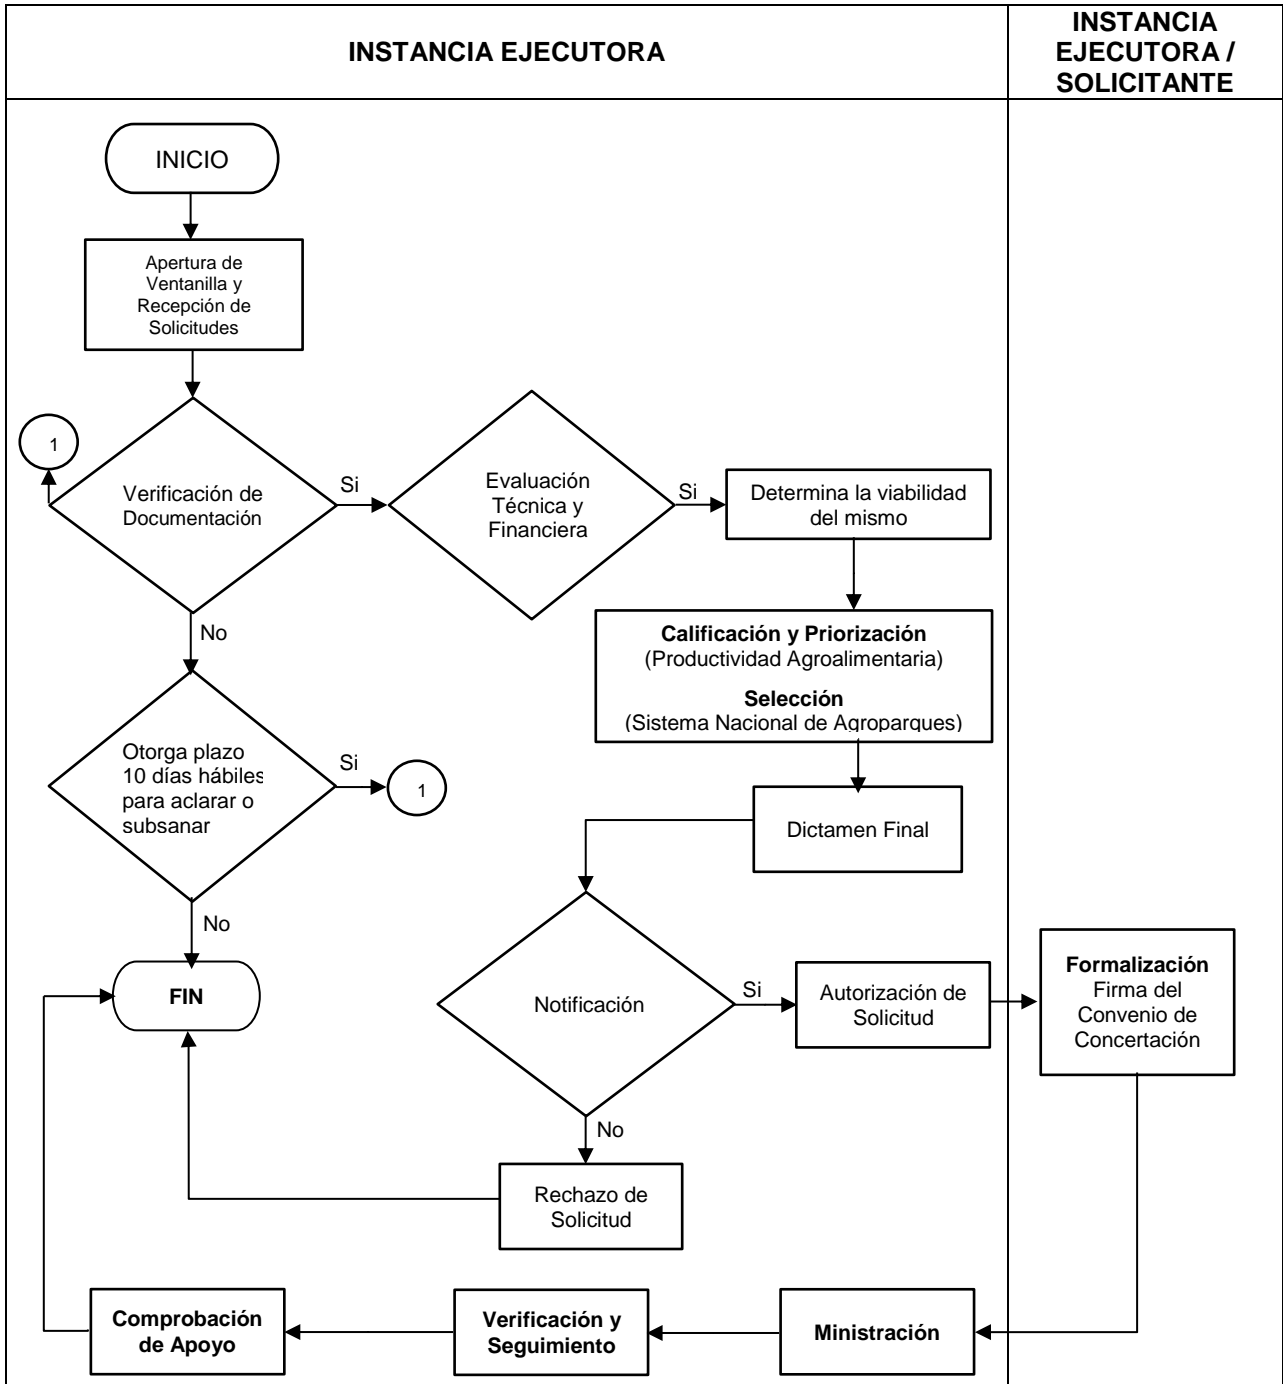 INSTANCIA EJECUTORA
INSTANCIA
EJECUTORA /
SOLICITANTE
INICIO
Apertura de
Ventanilla y
Recepción de
Solicitudes
1
Verificación de
Documentación
Si
Evaluación
Técnica y
Financiera
Si
Determina la viabilidad
del mismo
No
Calificación y Priorización
(Productividad Agroalimentaria)
Selección
(Sistema Nacional de Agroparques)
Otorga plazo
10 días hábiles
para aclarar o
subsanar
Si
1
Dictamen Final
No
FIN
Notificación
Si
Autorización de
Solicitud
Formalización
Firma del
Convenio de
Concertación
No
Rechazo de
Solicitud
Comprobación
de Apoyo
Verificación y
Seguimiento
Ministración